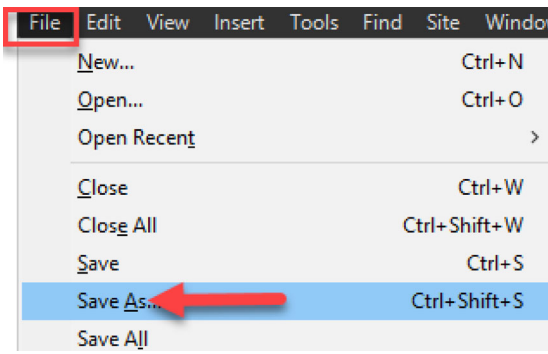 File Edit View Insert Tools Find Site Windo
New... Ctrl+N
Open... Ctrl+O
Open Recent >
Close Ctrl+W
Close All Ctrl+Shift+W
Save Ctrl+S
Save As... Ctrl+Shift+S
Save All